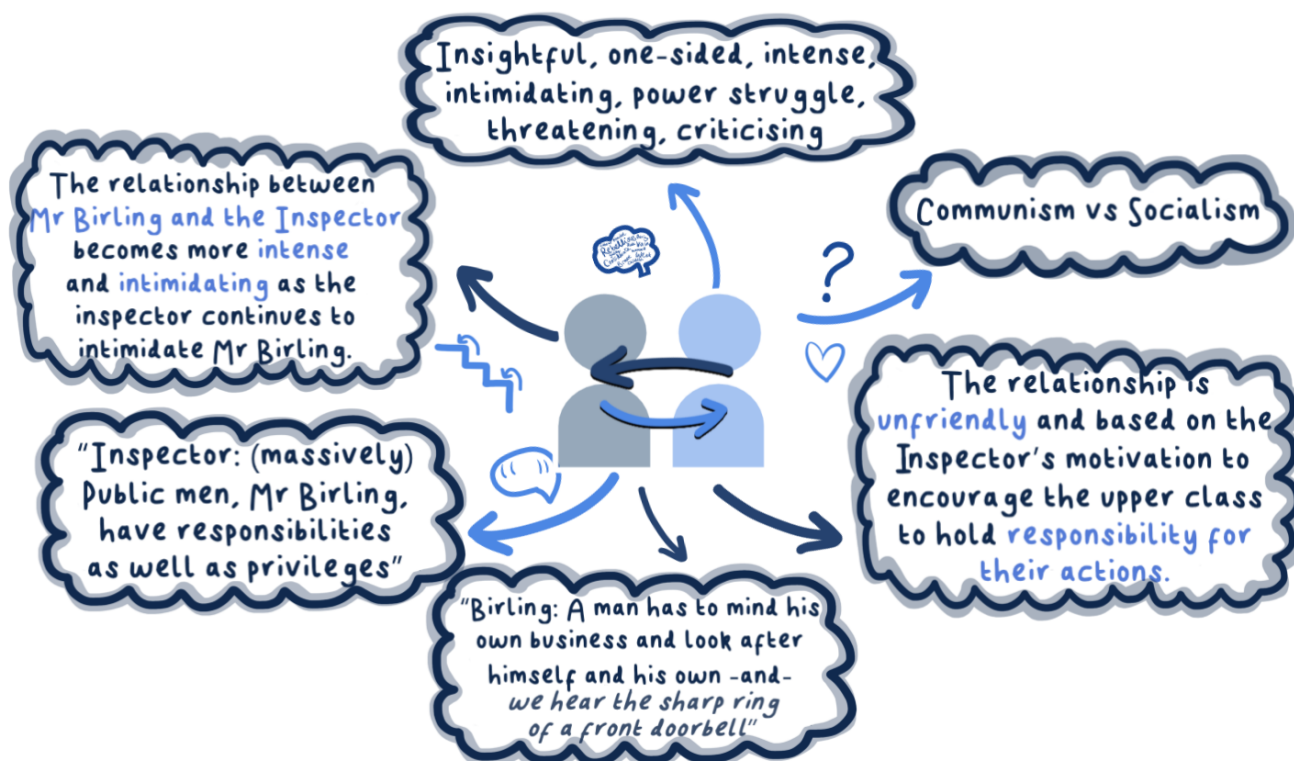 Insightful, one-sided, intense,
intimidating, power struggle,
threatening, criticising
The relationship between
Mr Birling and the Inspector
becomes more intense
and intimidating as the
inspector continues to
intimidate Mr Birling.
Communism vs Socialism
?
The relationship is
unfriendly and based on the
Inspector's motivation to
encourage the upper class
to hold responsibility for
their actions.
"Inspector: (massively)
Public men, Mr Birling,
have responsibilities
as well as privileges"
"Birling: A man has to mind his
own business and look after
himself and his own -and-
we hear the sharp ring
of a front doorbell"